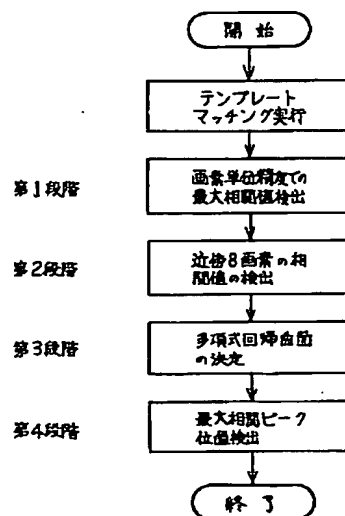 開始
テンプレート
マッチング実行
第1段階
画素単位精度での
最大相関値検出
第2段階
近傍8画素の相
関値の検出
第3段階
多項式回帰曲面
の決定
第4段階
最大相関ピーク
位置検出
終了